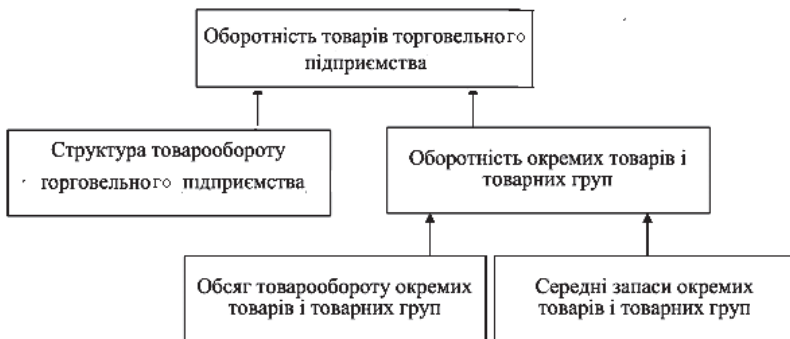 Оборотність товарів торговельного
підприємства
Структура товарообороту
торговельного підприємства
Оборотність окремих товарів і
товарних груп
Обсяг товарообороту окремих
товарів і товарних груп
Середні запаси окремих
товарів і товарних груп